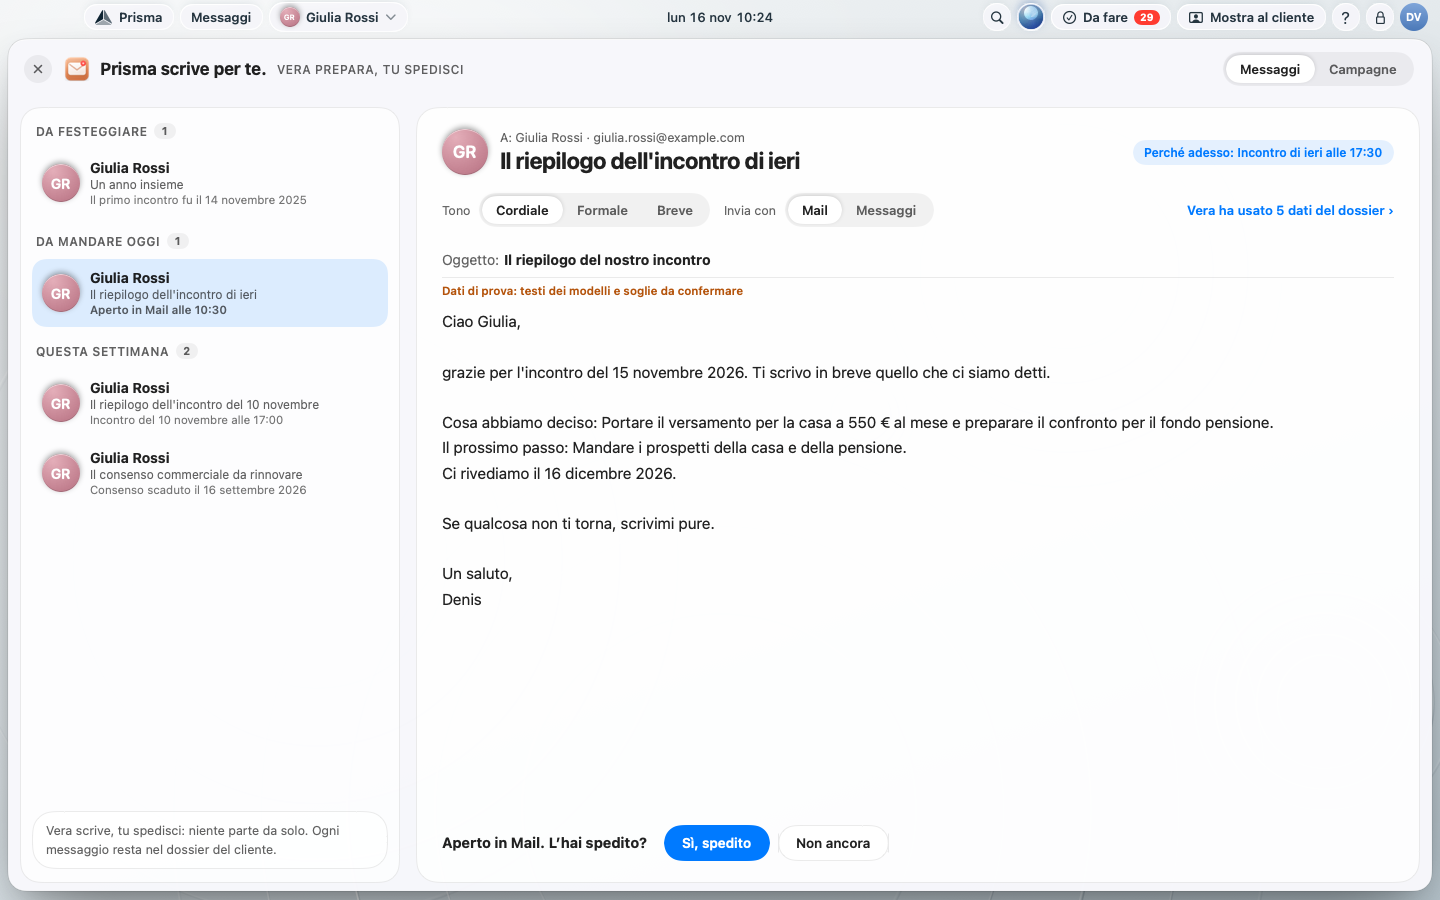 Prisma
Messaggi
GR Giulia Rossi
lun 16 nov 10:24
Da fare 29
Mostra al cliente
?
DV
Prisma scrive per te. VERA PREPARA, TU SPEDISCI
Messaggi Campagne
DA FESTEGGIARE 1
GR
Giulia Rossi
Un anno insieme
Il primo incontro fu il 14 novembre 2025
DA MANDARE OGGI 1
GR
Giulia Rossi
Il riepilogo dell'incontro di ieri
Aperto in Mail alle 10:30
QUESTA SETTIMANA 2
GR
Giulia Rossi
Il riepilogo dell'incontro del 10 novembre
Incontro del 10 novembre alle 17:00
GR
Giulia Rossi
Il consenso commerciale da rinnovare
Consenso scaduto il 16 settembre 2026
Vera scrive, tu spedisci: niente parte da solo. Ogni
messaggio resta nel dossier del cliente.
GR
A: Giulia Rossi · giulia.rossi@example.com
Il riepilogo dell'incontro di ieri
Perché adesso: Incontro di ieri alle 17:30
Tono Cordiale Formale Breve Invia con Mail Messaggi
Vera ha usato 5 dati del dossier ›
Oggetto: Il riepilogo del nostro incontro
Dati di prova: testi dei modelli e soglie da confermare
Ciao Giulia,
grazie per l'incontro del 15 novembre 2026. Ti scrivo in breve quello che ci siamo detti.
Cosa abbiamo deciso: Portare il versamento per la casa a 550 € al mese e preparare il confronto per il fondo pensione.
Il prossimo passo: Mandare i prospetti della casa e della pensione.
Ci rivediamo il 16 dicembre 2026.
Se qualcosa non ti torna, scrivimi pure.
Un saluto,
Denis
Aperto in Mail. L’hai spedito? Sì, spedito Non ancora